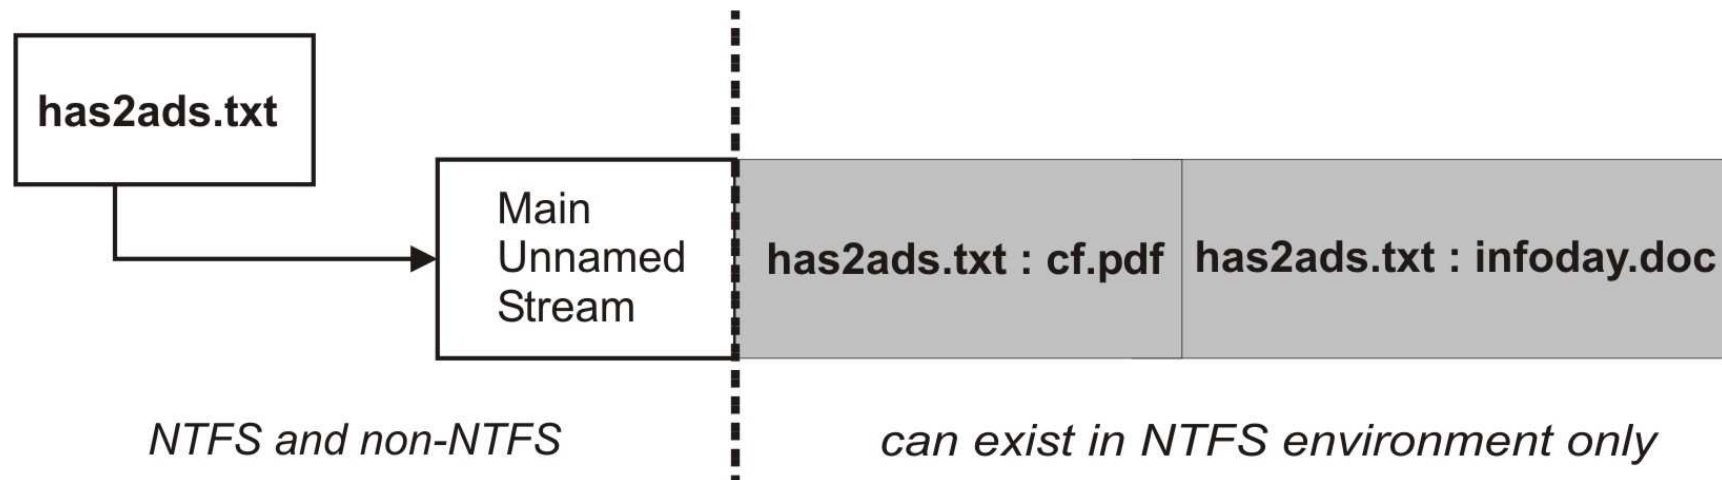 has2ads.txt
Main
Unnamed
Stream
has2ads.txt : cf.pdf
has2ads.txt : infoday.doc
NTFS and non-NTFS
can exist in NTFS environment only